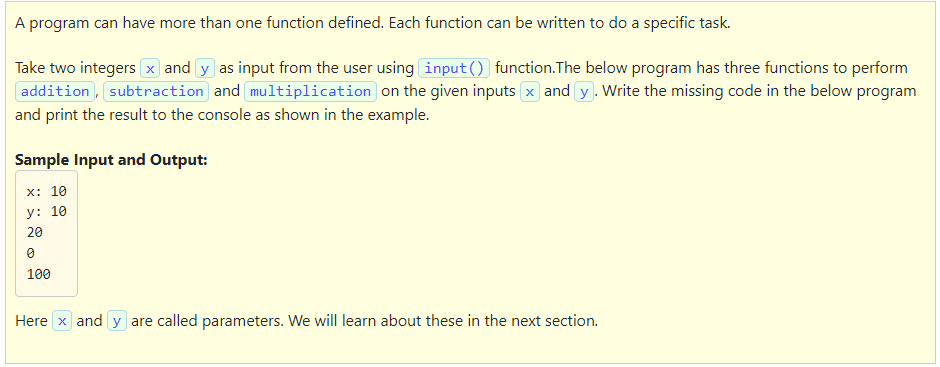 A program can have more than one function defined. Each function can be written to do a specific task.
Take two integers x and y as input from the user using input() function.The below program has three functions to perform
addition, subtraction and multiplication on the given inputs x and y. Write the missing code in the below program
and print the result to the console as shown in the example.
Sample Input and Output:
x: 10
y: 10
20
0
100
Here x and y are called parameters. We will learn about these in the next section.